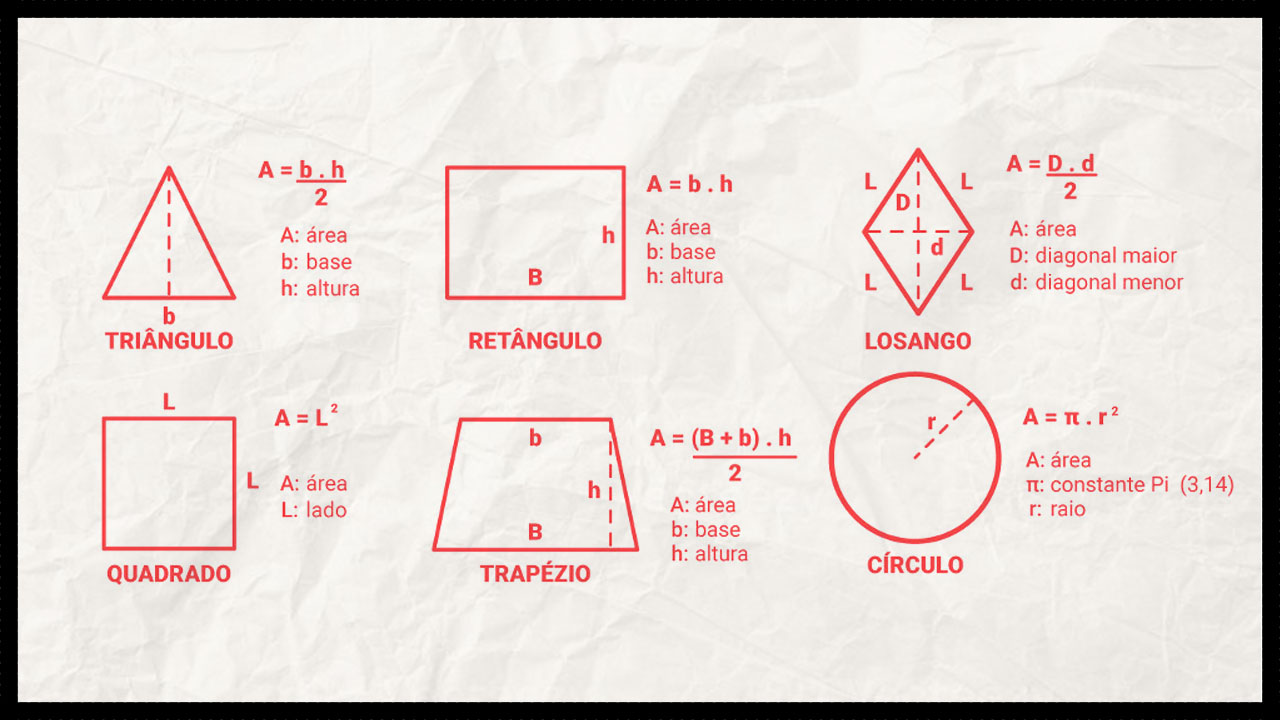 A = b . h
2
A: área
b: base
h: altura
b
TRIÂNGULO
h
B
A = b . h
A: área
b: base
h: altura
RETÂNGULO
L L
D
d
L L
A = D . d
2
A: área
D: diagonal maior
d: diagonal menor
LOSANGO
L
L
A = L²
A: área
L: lado
QUADRADO
b
h
B
A = (B + b) . h
2
A: área
b: base
h: altura
TRAPÉZIO
r
A = π . r²
A: área
π: constante Pi (3,14)
r: raio
CÍRCULO